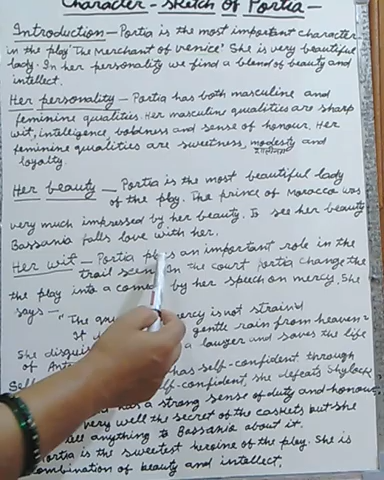 Character - Sketch Of Portia -
Introduction - Portia is the most important character
in the play "The Merchant of Venice" She is very beautiful
lady. In her personality we find a blend of beauty and
intellect.
Her personality - Portia has both masculine and
feminine qualities. Her masculine qualities are sharp
wit, intelligence, boldness and sense of honour. Her
feminine qualities are sweetness, modesty and
शालीनता
loyalty.
Her beauty - Portia is the most beautiful lady
of the play. The prince of Morocco was
very much impressed by her beauty. To see her beauty
Bassania falls love with her.
Her wit - Portia an important role in the
trail the court Portia change the
the play into a by her speech on mercy. She
says -
"The mercy is not strain'd
It gentle rain from heaven"
She a lawyer and saves the life
of
has self-confident through
self-confident, she defeats Shylock
has a strong sense of duty and honour,
very well the secret of the caskets but she
anything to Bassania about it.
Portia is the sweetest heroine of the play. She is
combination of beauty and intellect.